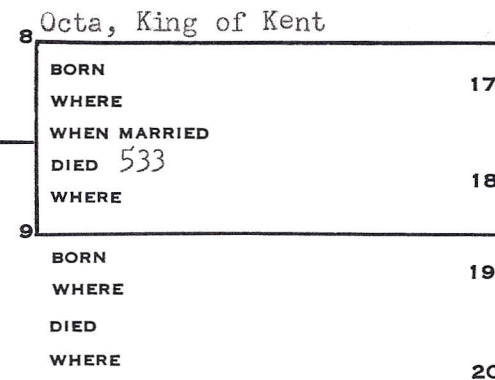 8 Octa, King of Kent
BORN
17
WHERE
WHEN MARRIED
DIED 533
18
WHERE
9
BORN
19
WHERE
DIED
WHERE
20